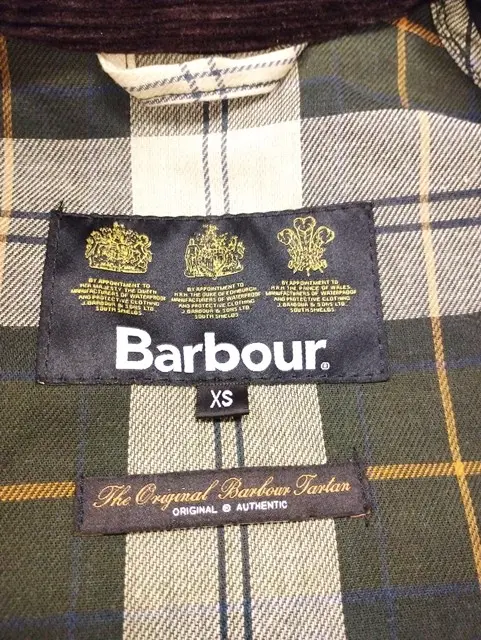 BY APPOINTMENT TO
H.M. THE QUEEN
MANUFACTURERS OF WATERPROOF
AND PROTECTIVE CLOTHING
J. BARBOUR & SONS LTD
SOUTH SHIELDS
BY APPOINTMENT TO
H.R.H. THE DUKE OF EDINBURGH
MANUFACTURERS OF WATERPROOF
AND PROTECTIVE CLOTHING
J. BARBOUR & SONS LTD
SOUTH SHIELDS
BY APPOINTMENT TO
H.R.H. THE PRINCE OF WALES
MANUFACTURERS OF WATERPROOF
AND PROTECTIVE CLOTHING
J. BARBOUR & SONS LTD
SOUTH SHIELDS
Barbour®
XS
The Original Barbour Tartan
ORIGINAL & AUTHENTIC